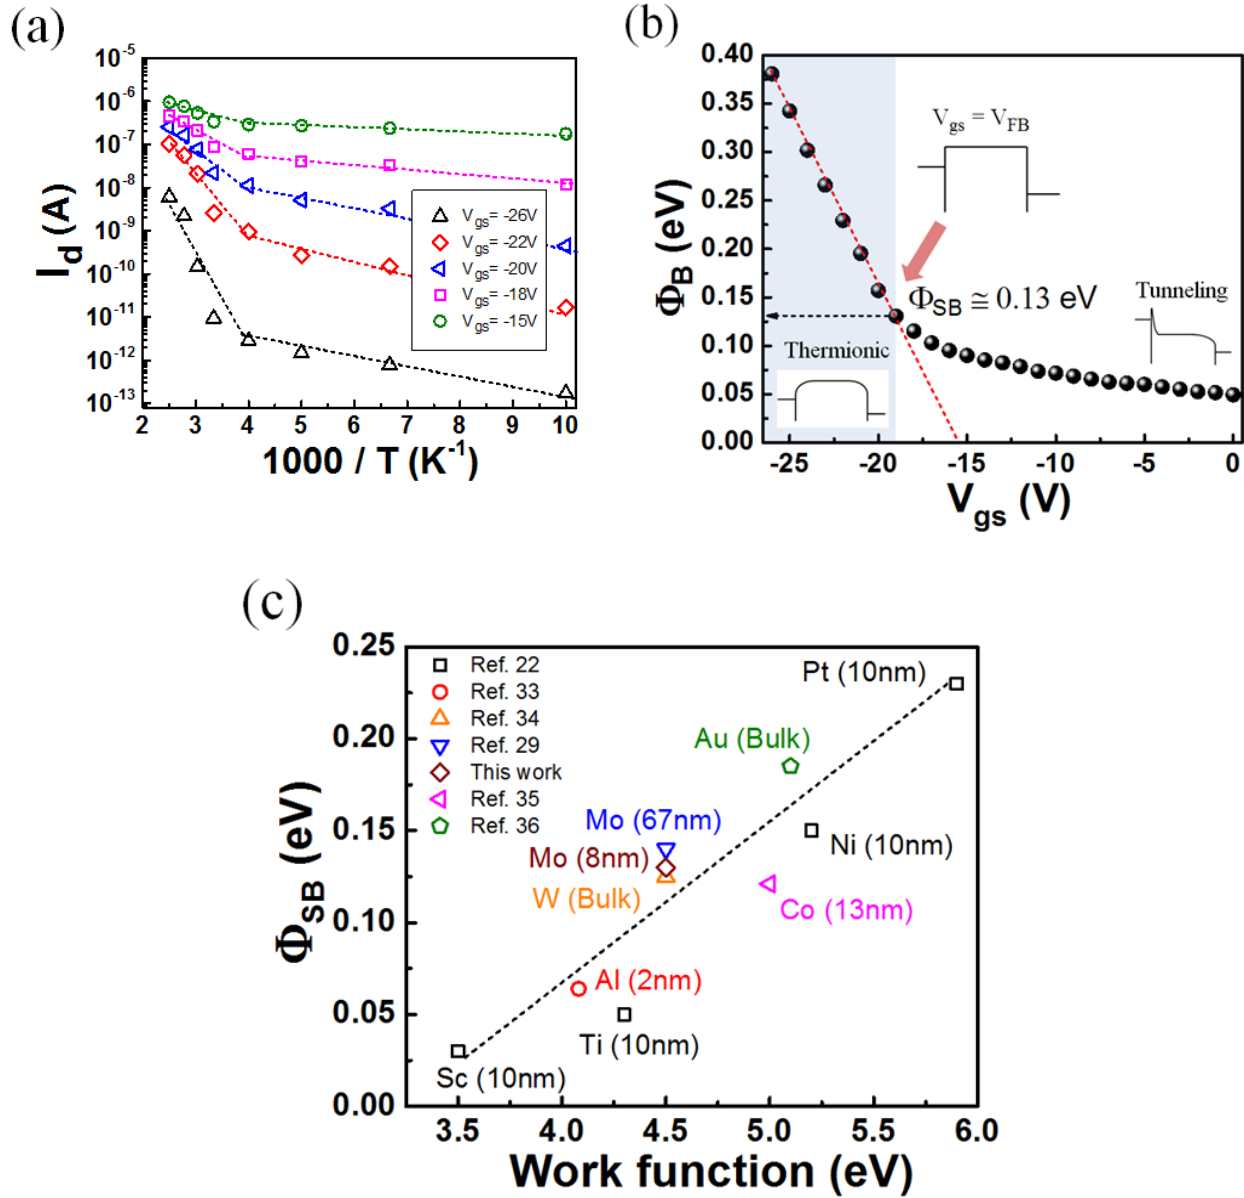 (a)
10-5
10-6
10-7
10-8
10-9
10-10
10-11
10-12
10-13
Id (A)
Vgs= -26V
Vgs= -22V
Vgs= -20V
Vgs= -18V
Vgs= -15V
2 3 4 5 6 7 8 9 10
1000 / T (K-1)
(b)
0.40
0.35
0.30
0.25
0.20
0.15
0.10
0.05
0.00
ΦB (eV)
Vgs = VFB
ΦSB ≅ 0.13 eV
Tunneling
Thermionic
-25 -20 -15 -10 -5 0
Vgs (V)
(c)
0.25
0.20
0.15
0.10
0.05
0.00
ΦSB (eV)
Ref. 22
Ref. 33
Ref. 34
Ref. 29
This work
Ref. 35
Ref. 36
Pt (10nm)
Au (Bulk)
Mo (67nm)
Ni (10nm)
Mo (8nm)
W (Bulk)
Co (13nm)
Al (2nm)
Ti (10nm)
Sc (10nm)
3.5 4.0 4.5 5.0 5.5 6.0
Work function (eV)